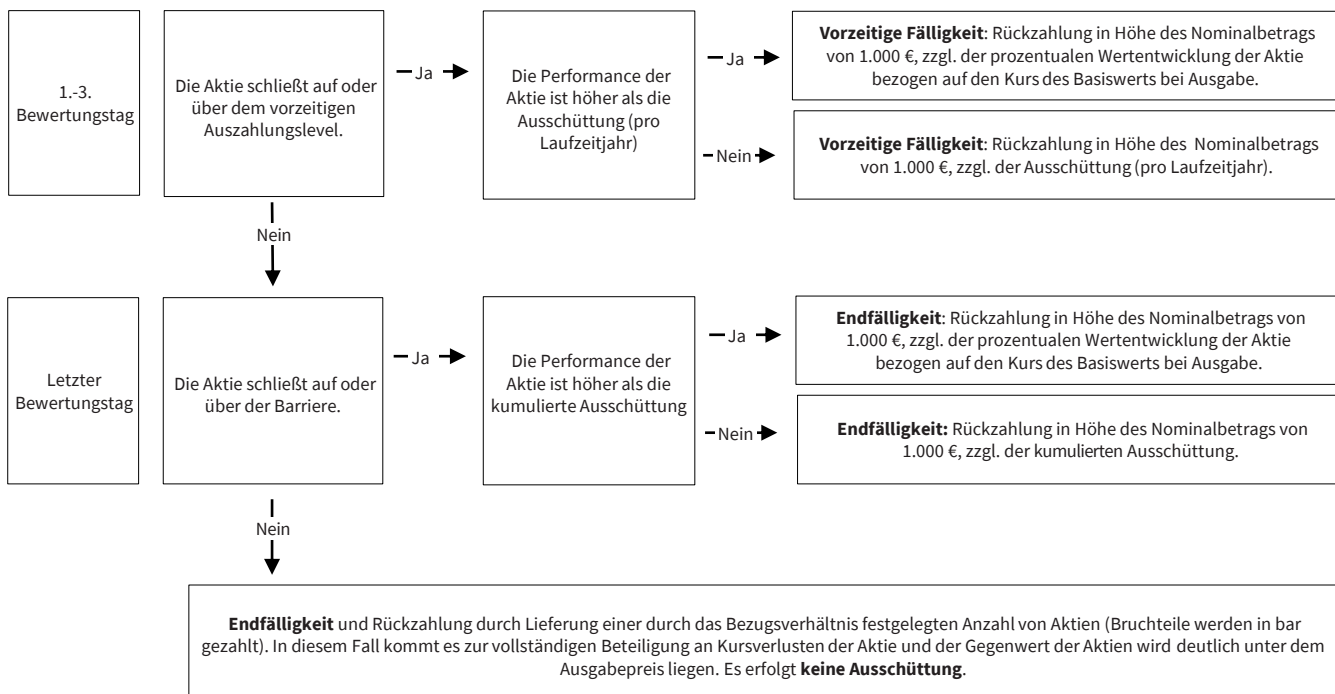 1.-3.
Bewertungstag
Die Aktie schließt auf oder
über dem vorzeitigen
Auszahlungslevel.
Ja
Die Performance der
Aktie ist höher als die
Ausschüttung (pro
Laufzeitjahr)
Ja
Vorzeitige Fälligkeit: Rückzahlung in Höhe des Nominalbetrags
von 1.000 €, zzgl. der prozentualen Wertentwicklung der Aktie
bezogen auf den Kurs des Basiswerts bei Ausgabe.
Nein
Vorzeitige Fälligkeit: Rückzahlung in Höhe des Nominalbetrags
von 1.000 €, zzgl. der Ausschüttung (pro Laufzeitjahr).
Nein
Letzter
Bewertungstag
Die Aktie schließt auf oder
über der Barriere.
Ja
Die Performance der
Aktie ist höher als die
kumulierte Ausschüttung
Ja
Endfälligkeit: Rückzahlung in Höhe des Nominalbetrags von
1.000 €, zzgl. der prozentualen Wertentwicklung der Aktie
bezogen auf den Kurs des Basiswerts bei Ausgabe.
Nein
Endfälligkeit: Rückzahlung in Höhe des Nominalbetrags von
1.000 €, zzgl. der kumulierten Ausschüttung.
Nein
Endfälligkeit und Rückzahlung durch Lieferung einer durch das Bezugsverhältnis festgelegten Anzahl von Aktien (Bruchteile werden in bar
gezahlt). In diesem Fall kommt es zur vollständigen Beteiligung an Kursverlusten der Aktie und der Gegenwert der Aktien wird deutlich unter dem
Ausgabepreis liegen. Es erfolgt keine Ausschüttung.